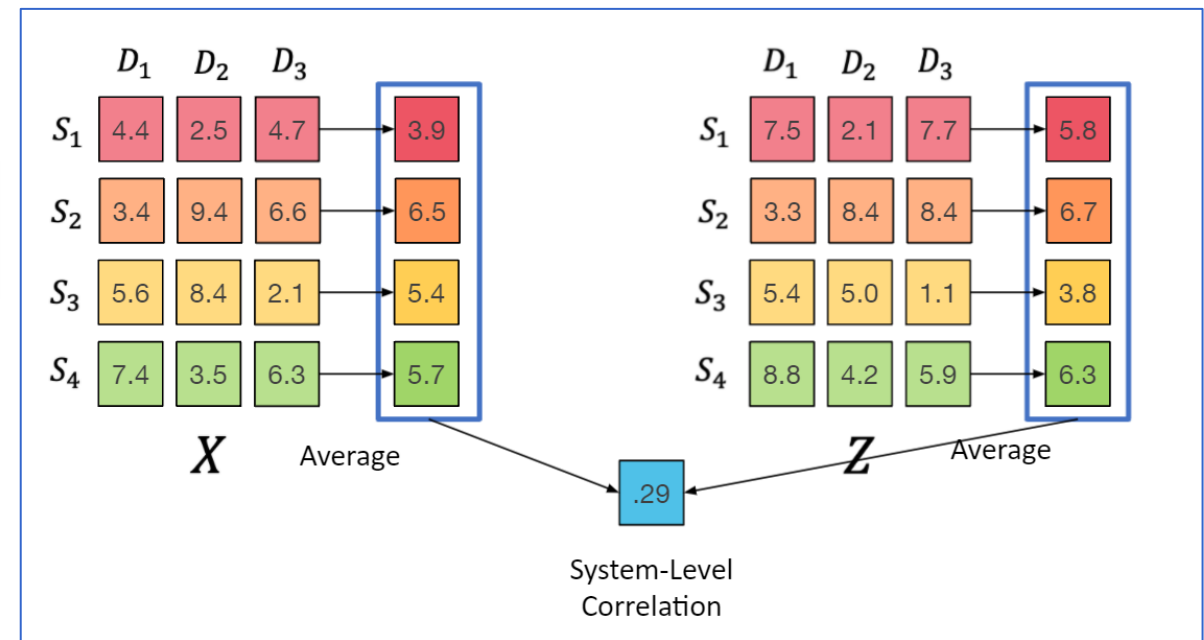 D₁ D₂ D₃
S₁ 4.4 2.5 4.7 3.9
S₂ 3.4 9.4 6.6 6.5
S₃ 5.6 8.4 2.1 5.4
S₄ 7.4 3.5 6.3 5.7
X Average
D₁ D₂ D₃
S₁ 7.5 2.1 7.7 5.8
S₂ 3.3 8.4 8.4 6.7
S₃ 5.4 5.0 1.1 3.8
S₄ 8.8 4.2 5.9 6.3
Z Average
.29
System-Level
Correlation